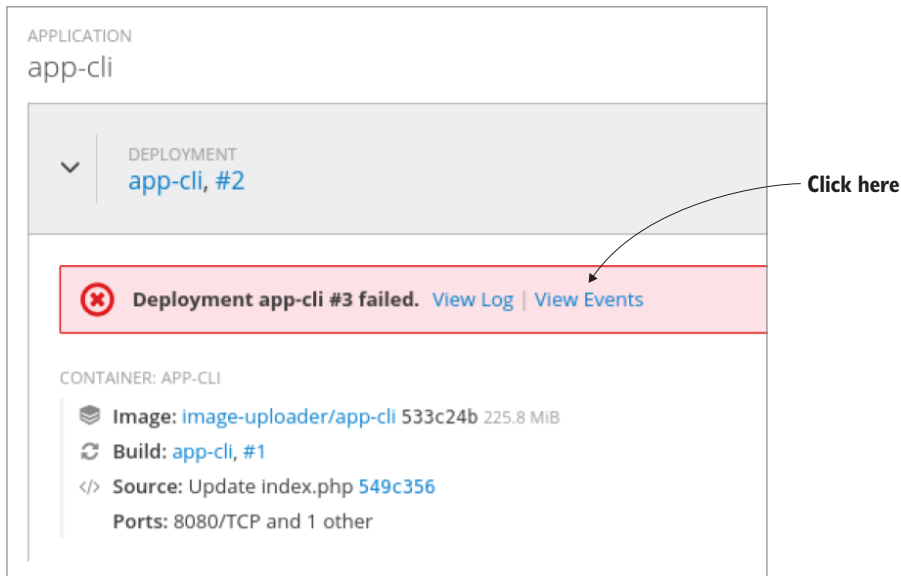 APPLICATION
app-cli
DEPLOYMENT
app-cli, #2
Click here
Deployment app-cli #3 failed. View Log | View Events
CONTAINER: APP-CLI
Image: image-uploader/app-cli 533c24b 225.8 MiB
Build: app-cli, #1
</> Source: Update index.php 549c356
Ports: 8080/TCP and 1 other